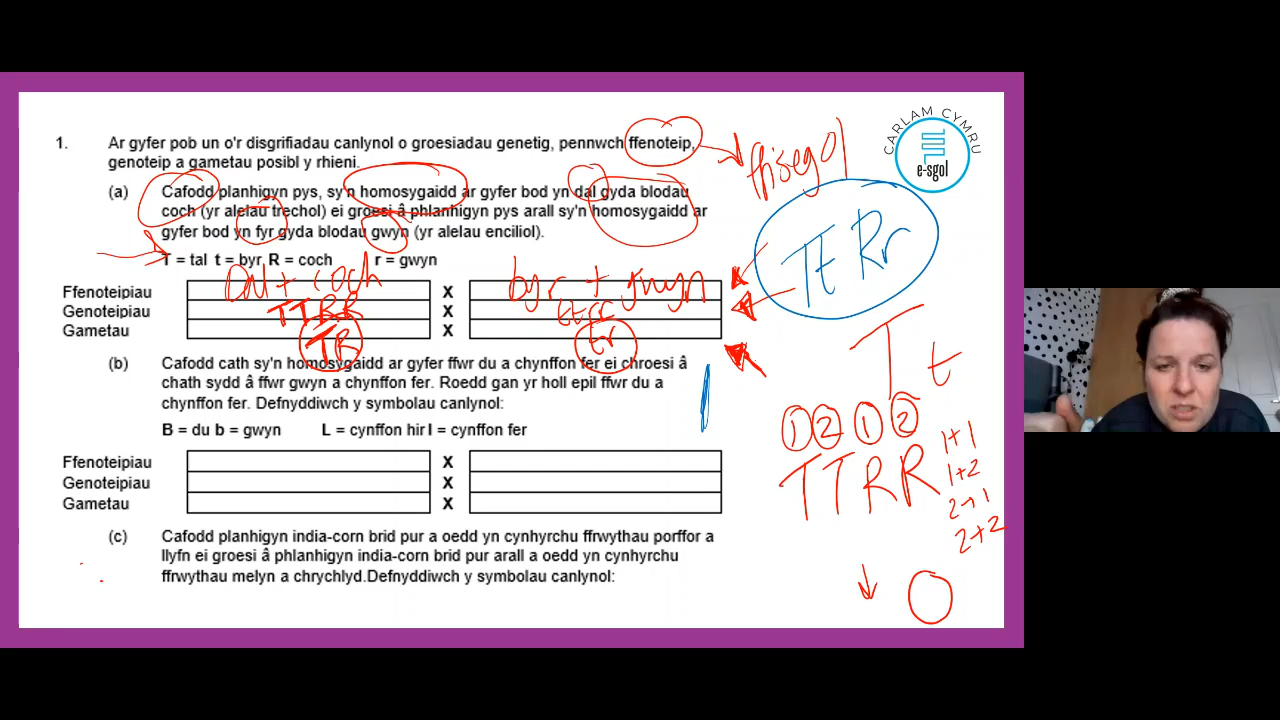 CARLAM CYMRU
e-sgol
1. Ar gyfer pob un o'r disgrifiadau canlynol o groesiadau genetig, pennwch ffenoteip,
genoteip a gametau posibl y rhieni.
ffisegol
(a) Cafodd planhigyn pys, sy'n homosygaidd ar gyfer bod yn dal gyda blodau
coch (yr alelau trechol) ei groesi â phlanhigyn pys arall sy'n homosygaidd ar
gyfer bod yn fyr gyda blodau gwyn (yr alelau enciliol).
T = tal t = byr, R = coch r = gwyn
Tt Rr
Ffenoteipiau Dal + coch X byr + gwyn
Genoteipiau TTRR X ttrr
Gametau TR X tr
T t
(b) Cafodd cath sy'n homosygaidd ar gyfer ffwr du a chynffon fer ei chroesi â
chath sydd â ffwr gwyn a chynffon fer. Roedd gan yr holl epil ffwr du a
chynffon fer. Defnyddiwch y symbolau canlynol:
B = du b = gwyn L = cynffon hir l = cynffon fer
1 2 1 2
TTRR
1+1
1+2
2+1
2+2
Ffenoteipiau X
Genoteipiau X
Gametau X
(c) Cafodd planhigyn india-corn brid pur a oedd yn cynhyrchu ffrwythau porffor a
llyfn ei groesi â phlanhigyn india-corn brid pur arall a oedd yn cynhyrchu
ffrwythau melyn a chrychlyd.Defnyddiwch y symbolau canlynol: